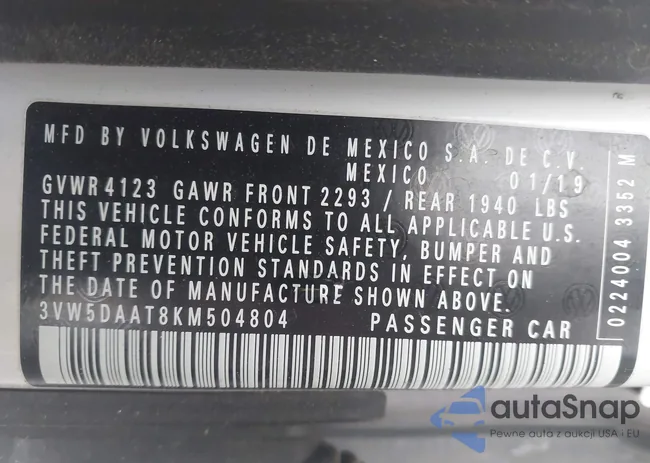 MFD BY VOLKSWAGEN DE MEXICO S.A. DE C.V.
MEXICO 01/19
GVWR 4123 GAWR FRONT 2293 / REAR 1940 LBS
THIS VEHICLE CONFORMS TO ALL APPLICABLE U.S.
FEDERAL MOTOR VEHICLE SAFETY, BUMPER AND
THEFT PREVENTION STANDARDS IN EFFECT ON
THE DATE OF MANUFACTURE SHOWN ABOVE.
3VW5DAAT8KM504804 PASSENGER CAR
0224004 3352 M
autoSnap
Pewne auta z aukcji USA i EU